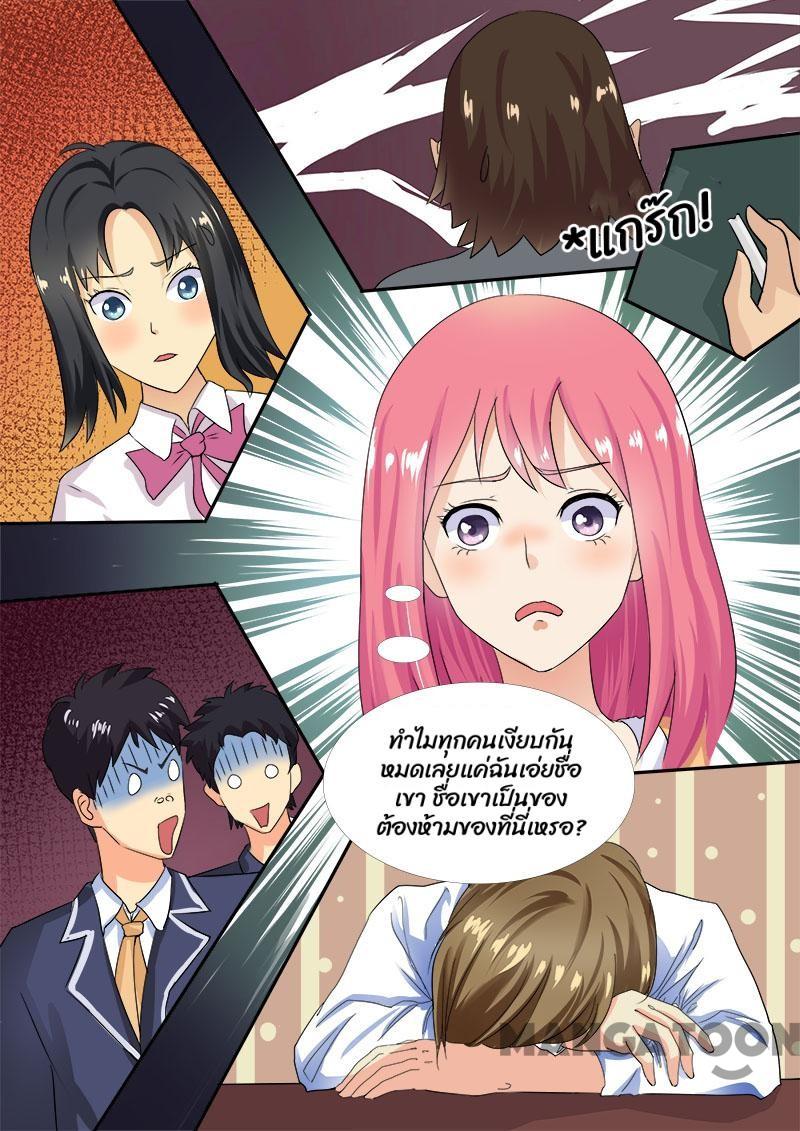 *แกร๊ก!
ทำไมทุกคนเงียบกัน
หมดเลยแค่ฉันเอ่ยชื่อ
เขา ชื่อเขาเป็นของ
ต้องห้ามของที่นี่เหรอ?
MANGATOON